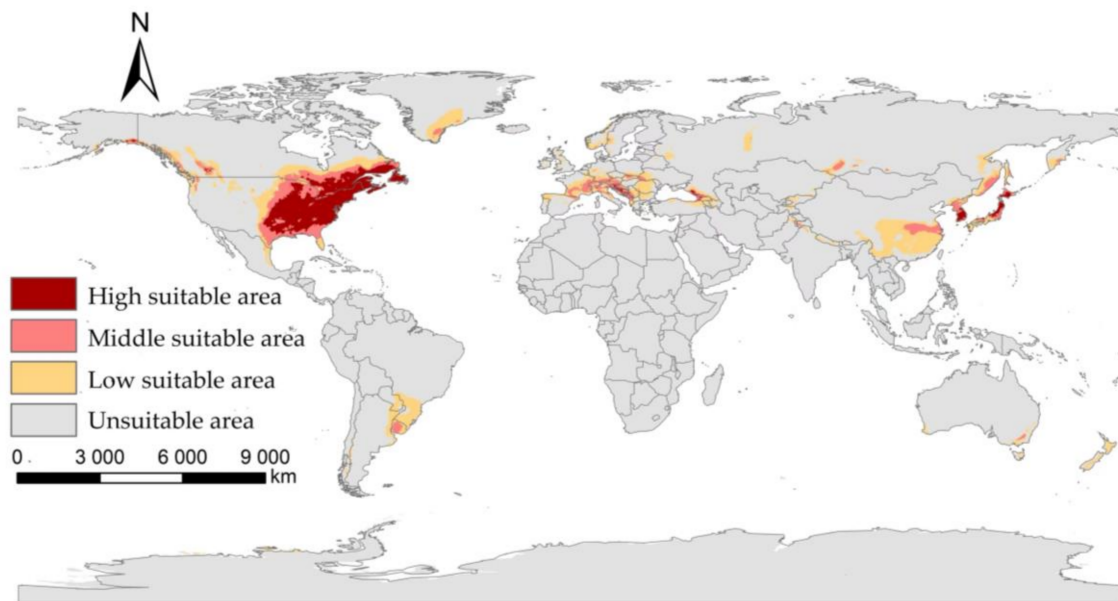 N
High suitable area
Middle suitable area
Low suitable area
Unsuitable area
0 3 000 6 000 9 000
km